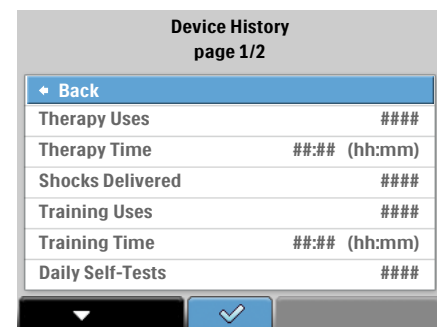 Device History
page 1/2
Back
Therapy Uses ####
Therapy Time ##:## (hh:mm)
Shocks Delivered ####
Training Uses ####
Training Time ##:## (hh:mm)
Daily Self-Tests ####